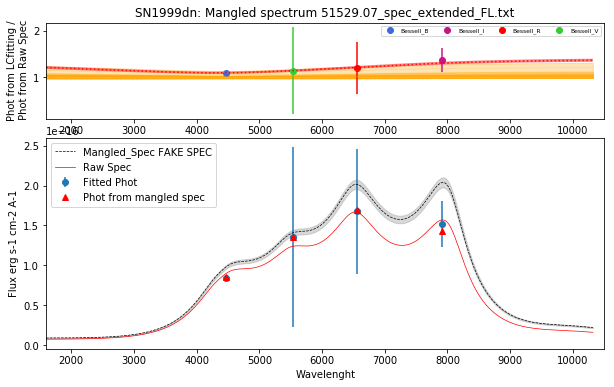 SN1999dn: Mangled spectrum 51529.07_spec_extended_FL.txt
Phot from LCfitting /
Phot from Raw Spec
2
1
Bessell_B
Bessell_I
Bessell_R
Bessell_V
2000 3000 4000 5000 6000 7000 8000 9000 10000
1e−16
Flux erg s-1 cm-2 A-1
2.5
2.0
1.5
1.0
0.5
0.0
Mangled_Spec FAKE SPEC
Raw Spec
Fitted Phot
Phot from mangled spec
2000 3000 4000 5000 6000 7000 8000 9000 10000
Wavelenght